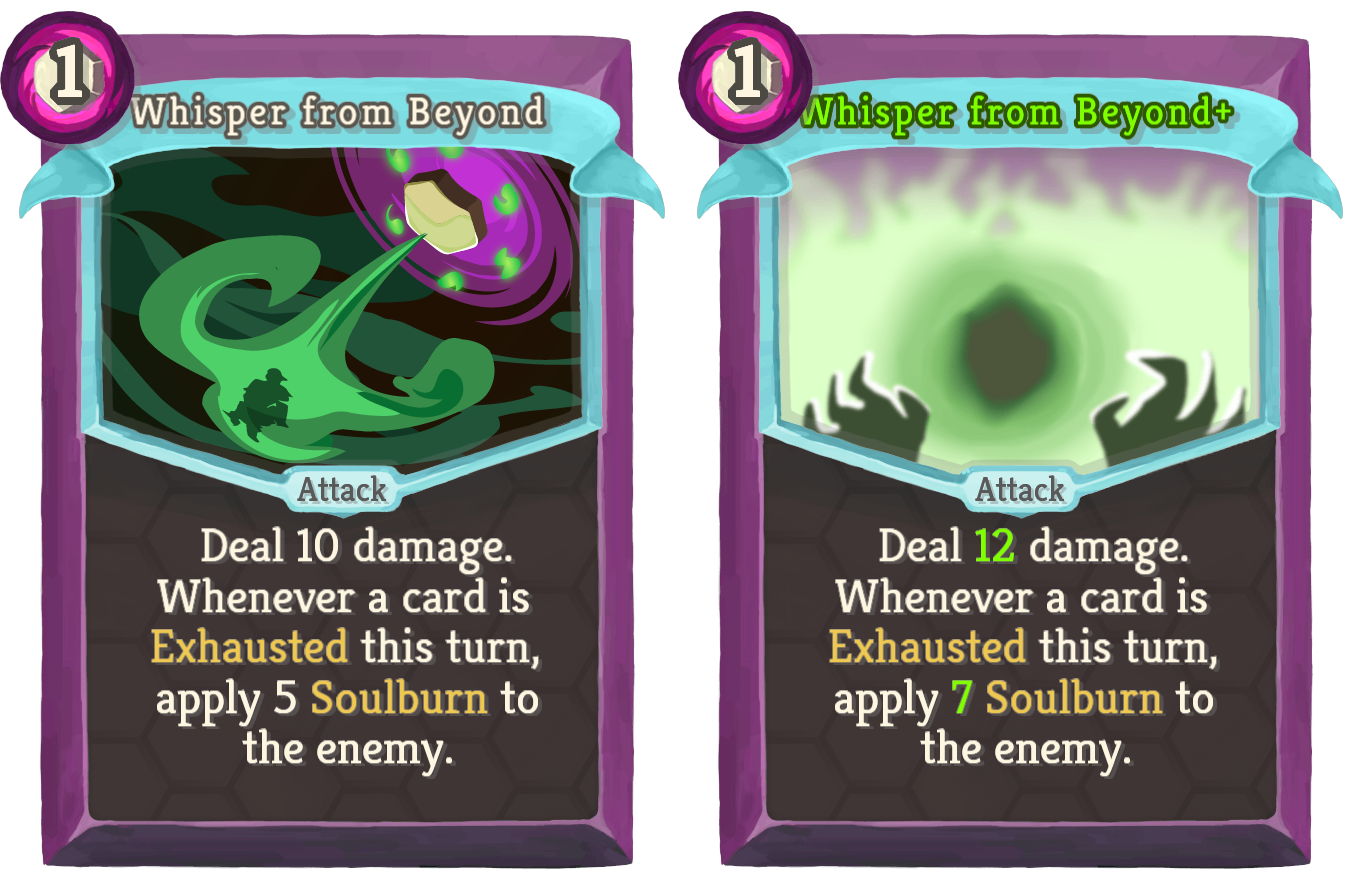 1
Whisper from Beyond
Attack
Deal 10 damage.
Whenever a card is
Exhausted this turn,
apply 5 Soulburn to
the enemy.
1
Whisper from Beyond+
Attack
Deal 12 damage.
Whenever a card is
Exhausted this turn,
apply 7 Soulburn to
the enemy.